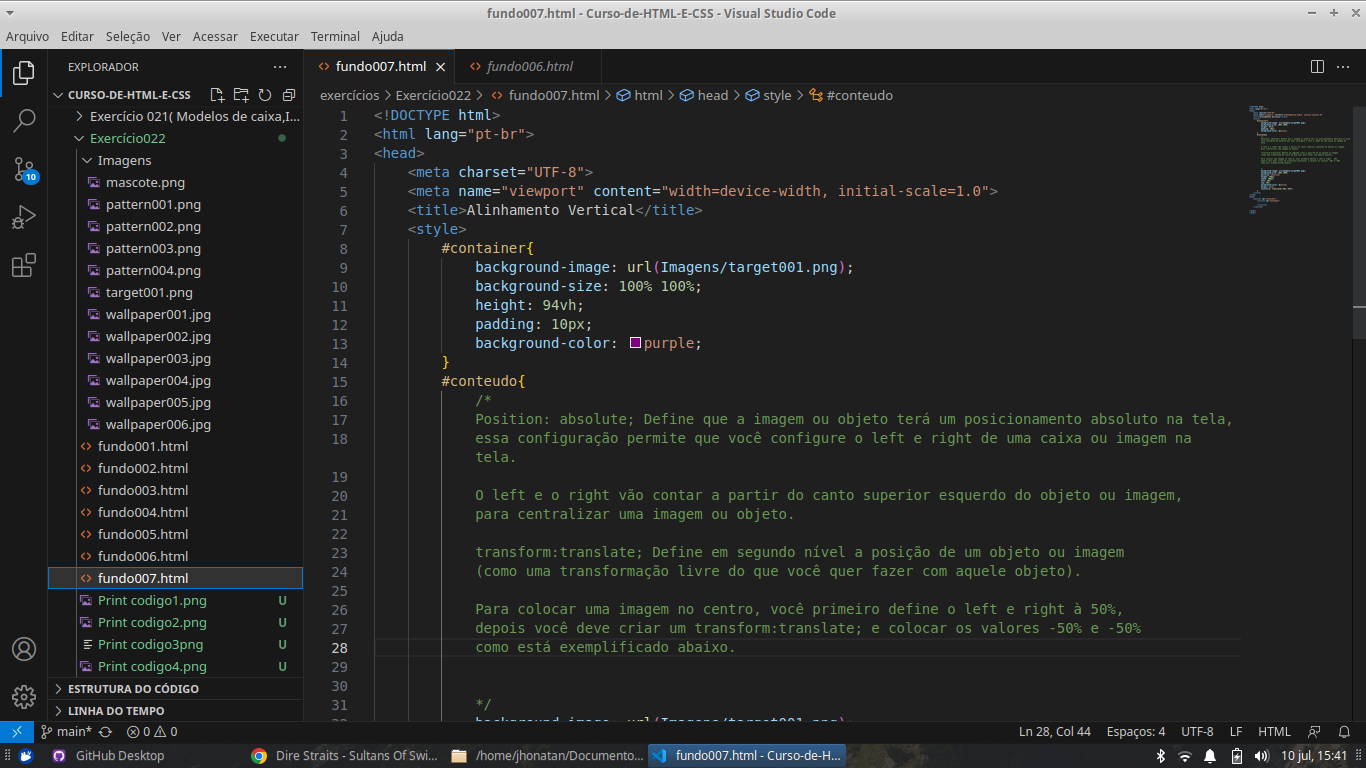 fundo007.html - Curso-de-HTML-E-CSS - Visual Studio Code
Arquivo Editar Seleção Ver Acessar Executar Terminal Ajuda
EXPLORADOR
CURSO-DE-HTML-E-CSS
Exercício 021( Modelos de caixa,I...
Exercício022
Imagens
mascote.png
pattern001.png
pattern002.png
pattern003.png
pattern004.png
target001.png
wallpaper001.jpg
wallpaper002.jpg
wallpaper003.jpg
wallpaper004.jpg
wallpaper005.jpg
wallpaper006.jpg
fundo001.html
fundo002.html
fundo003.html
fundo004.html
fundo005.html
fundo006.html
fundo007.html
Print codigo1.png U
Print codigo2.png U
Print codigo3png U
Print codigo4.png U
ESTRUTURA DO CÓDIGO
LINHA DO TEMPO
10
fundo007.html fundo006.html
exercícios > Exercício022 > fundo007.html > html > head > style > #conteudo
1 <!DOCTYPE html>
2 <html lang="pt-br">
3 <head>
4 <meta charset="UTF-8">
5 <meta name="viewport" content="width=device-width, initial-scale=1.0">
6 <title>Alinhamento Vertical</title>
7 <style>
8 #container{
9 background-image: url(Imagens/target001.png);
10 background-size: 100% 100%;
11 height: 94vh;
12 padding: 10px;
13 background-color: purple;
14 }
15 #conteudo{
16 /*
17 Position: absolute; Define que a imagem ou objeto terá um posicionamento absoluto na tela,
18 essa configuração permite que você configure o left e right de uma caixa ou imagem na
tela.
19
20 O left e o right vão contar a partir do canto superior esquerdo do objeto ou imagem,
21 para centralizar uma imagem ou objeto.
22
23 transform:translate; Define em segundo nível a posição de um objeto ou imagem
24 (como uma transformação livre do que você quer fazer com aquele objeto).
25
26 Para colocar uma imagem no centro, você primeiro define o left e right à 50%,
27 depois você deve criar um transform:translate; e colocar os valores -50% e -50%
28 como está exemplificado abaixo.
29
30
31 */
32 background-image: url(Imagens/target001.png);
main* 0 0 Ln 28, Col 44 Espaços: 4 UTF-8 LF HTML
GitHub Desktop Dire Straits - Sultans Of Swi... /home/jhonatan/Documento... fundo007.html - Curso-de-H... 10 jul, 15:41